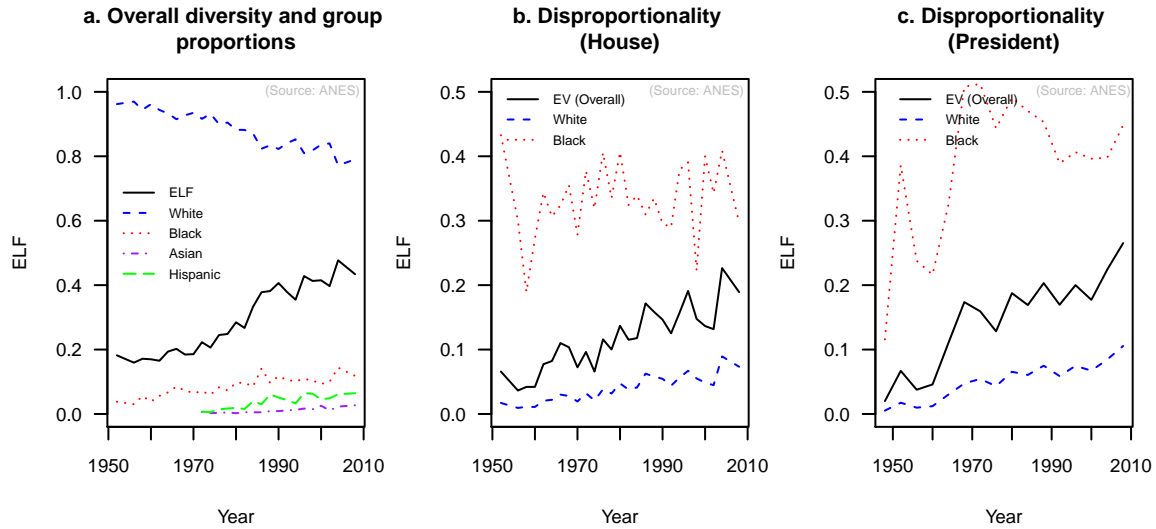 a. Overall diversity and group
proportions
(Source: ANES)
1.0
0.8
0.6
0.4
0.2
0.0
ELF
ELF
White
Black
Asian
Hispanic
1950
1970
1990
2010
Year
b. Disproportionality
(House)
(Source: ANES)
0.5
0.4
0.3
0.2
0.1
0.0
ELF
EV (Overall)
White
Black
1950
1970
1990
2010
Year
c. Disproportionality
(President)
(Source: ANES)
0.5
0.4
0.3
0.2
0.1
0.0
ELF
EV (Overall)
White
Black
1950
1970
1990
2010
Year